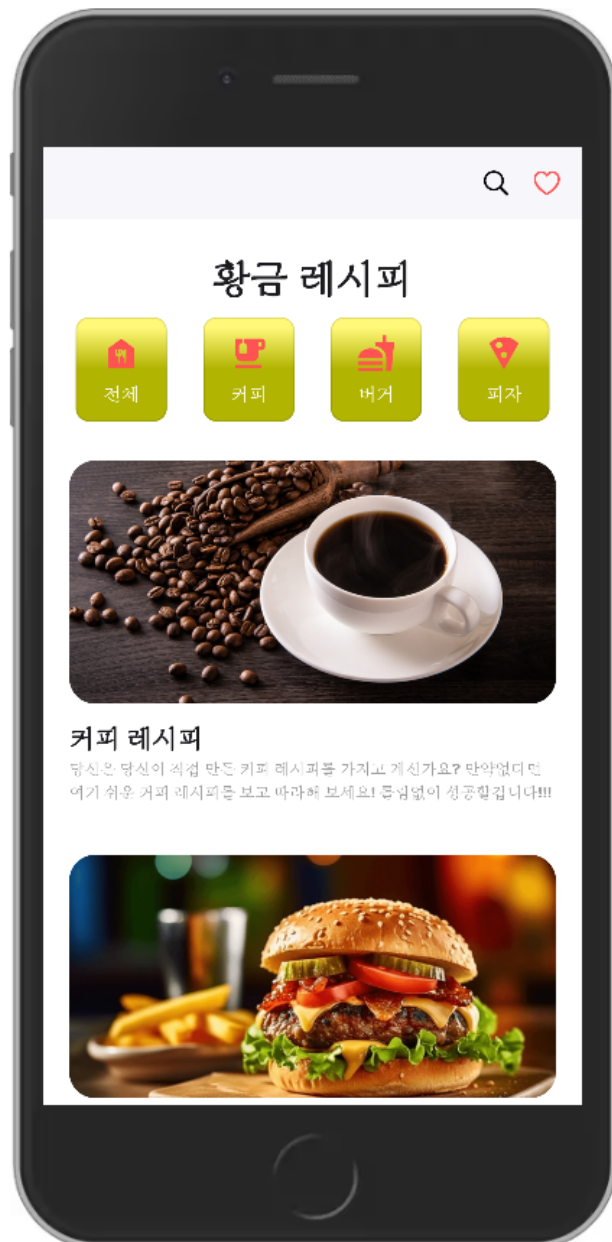 황금 레시피
전체
커피
버거
피자
커피 레시피
당신은 당신이 직접 만든 커피 레시피를 가지고 계신가요? 만약없다면
여기 쉬운 커피 레시피를 보고 따라해 보세요! 틀림없이 성공할겁니다!!!